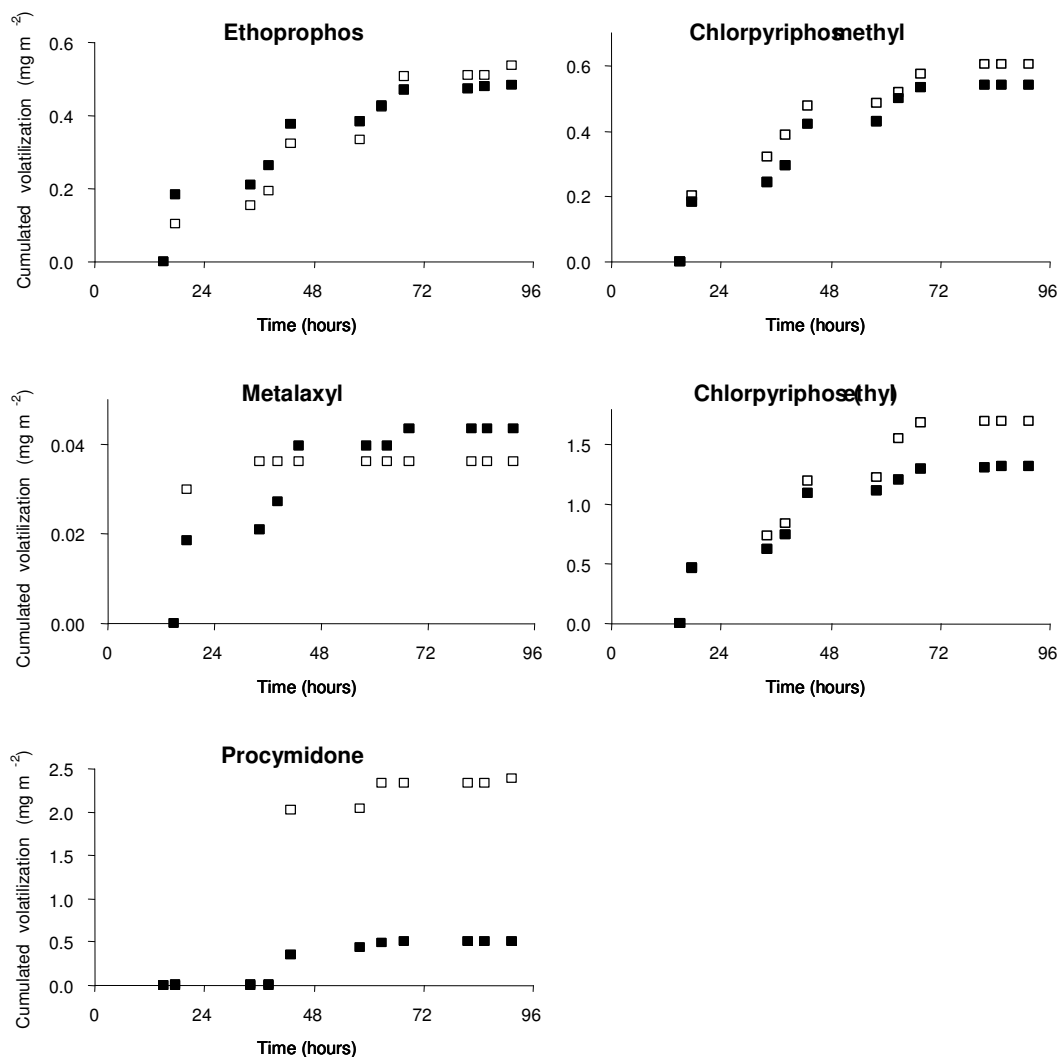 Ethoprophos
Cumulated volatilization (mg m -2)
0.6
0.4
0.2
0.0
0 24 48 72 96
Time (hours)
Chlorpyriphosmethyl
0.6
0.4
0.2
0.0
0 24 48 72 96
Time (hours)
Metalaxyl
Cumulated volatilization (mg m -2)
0.04
0.02
0.00
0 24 48 72 96
Time (hours)
Chlorpyriphos(ethyl)
1.5
1.0
0.5
0.0
0 24 48 72 96
Time (hours)
Procymidone
Cumulated volatilization (mg m -2)
2.5
2.0
1.5
1.0
0.5
0.0
0 24 48 72 96
Time (hours)